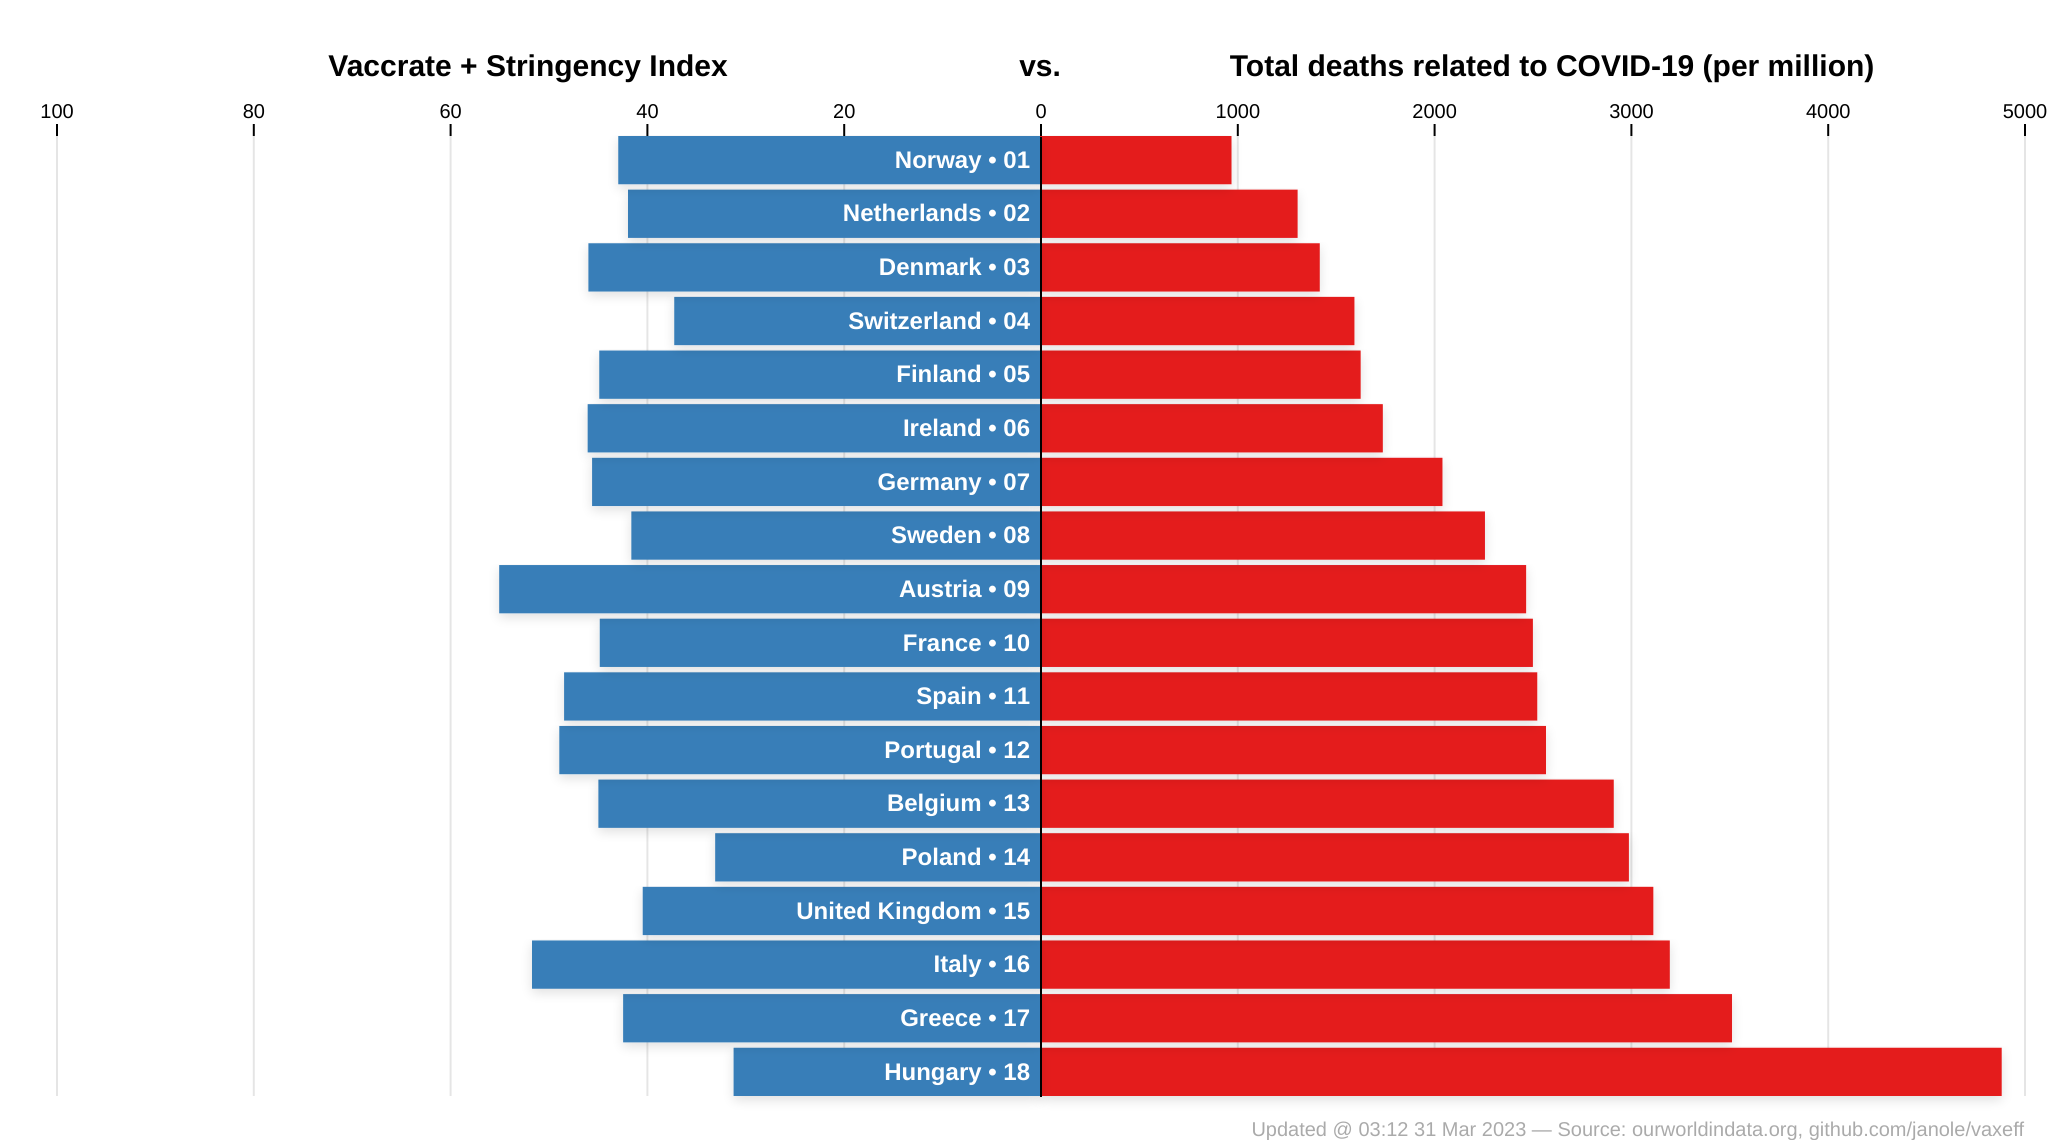 Vaccrate + Stringency Index vs. Total deaths related to COVID-19 (per million)
100 80 60 40 20 0 1000 2000 3000 4000 5000
Norway • 01
Netherlands • 02
Denmark • 03
Switzerland • 04
Finland • 05
Ireland • 06
Germany • 07
Sweden • 08
Austria • 09
France • 10
Spain • 11
Portugal • 12
Belgium • 13
Poland • 14
United Kingdom • 15
Italy • 16
Greece • 17
Hungary • 18
Updated @ 03:12 31 Mar 2023 — Source: ourworldindata.org, github.com/janole/vaxeff